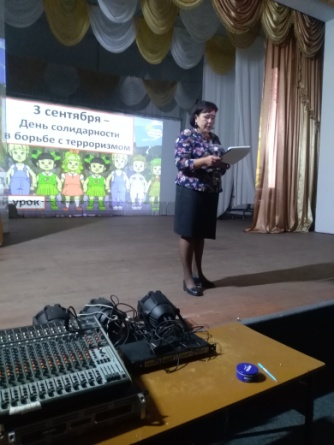 3 сентября –
День солидарности
в борьбе с терроризмом
урок